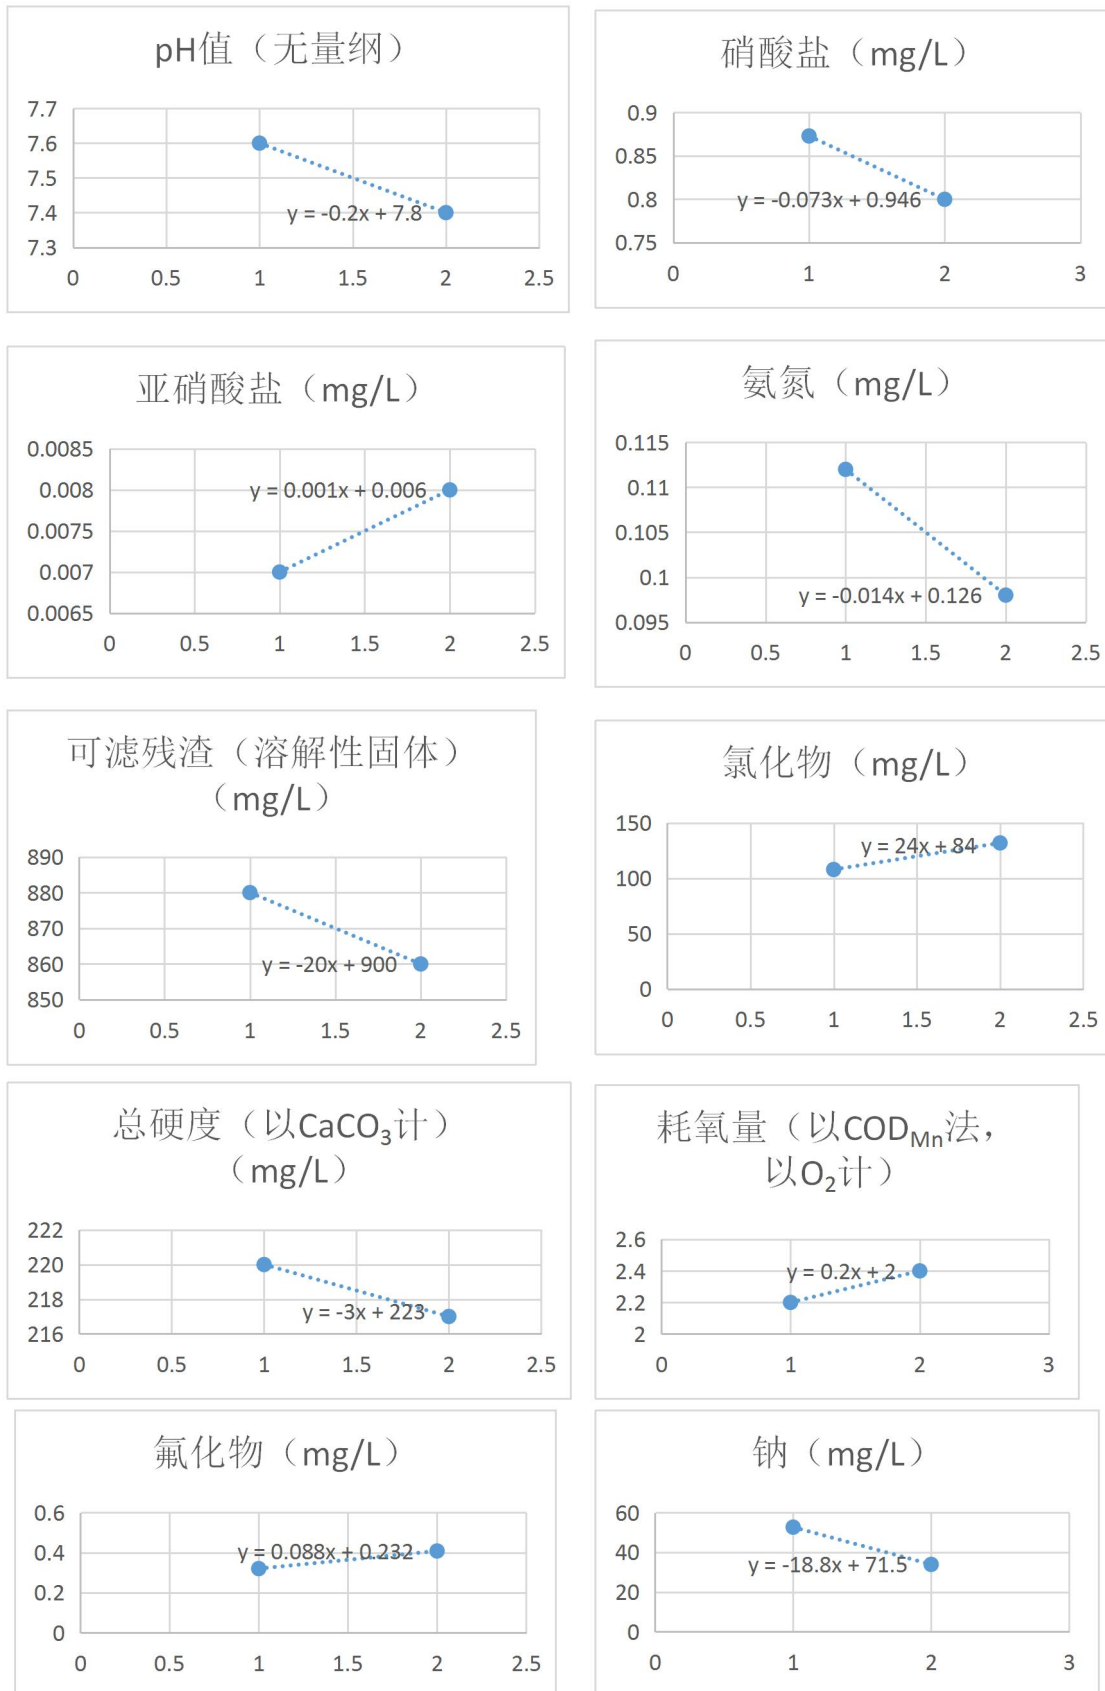 pH值（无量纲）
7.7
7.6
7.5
7.4
7.3
y = -0.2x + 7.8
0 0.5 1 1.5 2 2.5
硝酸盐（mg/L）
0.9
0.85
0.8
0.75
y = -0.073x + 0.946
0 1 2 3
亚硝酸盐（mg/L）
0.0085
0.008
0.0075
0.007
0.0065
y = 0.001x + 0.006
0 0.5 1 1.5 2 2.5
氨氮（mg/L）
0.115
0.11
0.105
0.1
0.095
y = -0.014x + 0.126
0 0.5 1 1.5 2 2.5
可滤残渣（溶解性固体）
（mg/L）
890
880
870
860
850
y = -20x + 900
0 0.5 1 1.5 2 2.5
氯化物（mg/L）
150
100
50
0
y = 24x + 84
0 0.5 1 1.5 2 2.5
总硬度（以CaCO₃计）
（mg/L）
222
220
218
216
y = -3x + 223
0 0.5 1 1.5 2 2.5
耗氧量（以COD_Mn法，
以O₂计）
2.6
2.4
2.2
2
y = 0.2x + 2
0 1 2 3
氟化物（mg/L）
0.6
0.4
0.2
0
y = 0.088x + 0.232
0 0.5 1 1.5 2 2.5
钠（mg/L）
60
40
20
0
y = -18.8x + 71.5
0 1 2 3